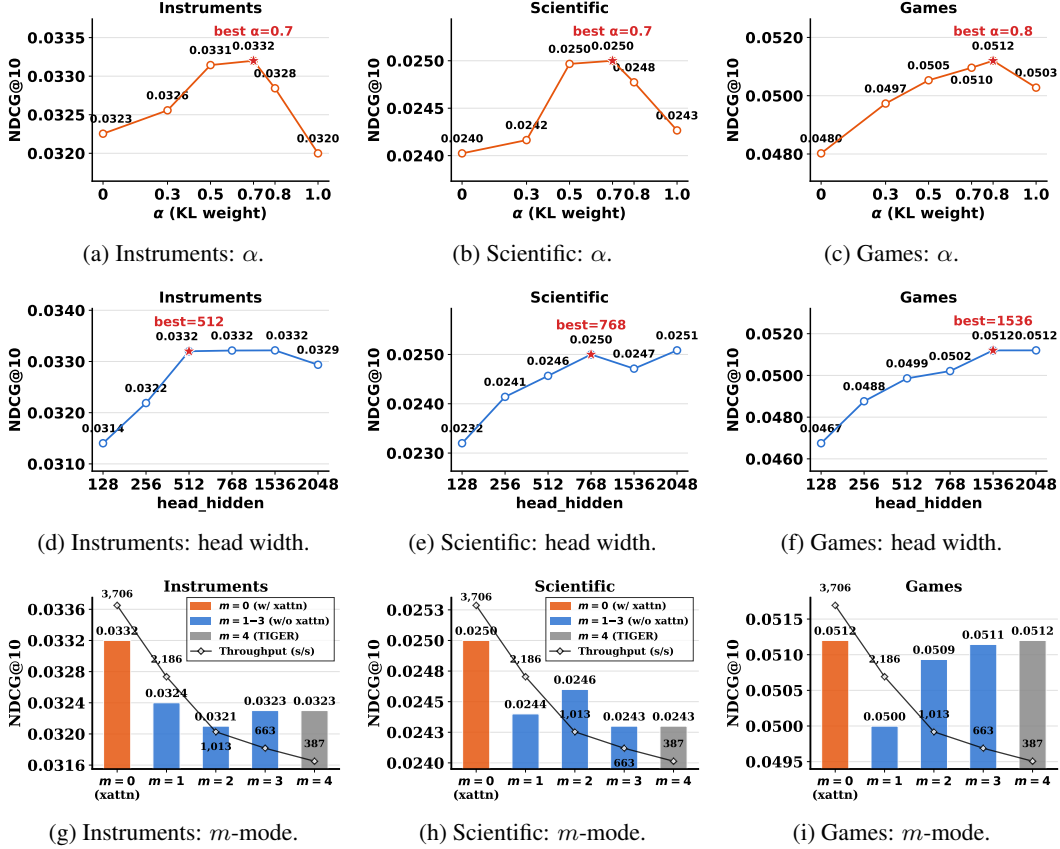 Instruments
best α=0.7
NDCG@10
0.0335
0.0330
0.0325
0.0320
0.0323
0.0326
0.0331
0.0332
0.0328
0.0320
0
0.3
0.5
0.7
0.8
1.0
α (KL weight)
(a) Instruments: α.
Scientific
best α=0.7
NDCG@10
0.0250
0.0245
0.0240
0.0240
0.0242
0.0250
0.0250
0.0248
0.0243
0
0.3
0.5
0.7
0.8
1.0
α (KL weight)
(b) Scientific: α.
Games
best α=0.8
NDCG@10
0.0520
0.0500
0.0480
0.0480
0.0497
0.0505
0.0510
0.0512
0.0503
0
0.3
0.5
0.7
0.8
1.0
α (KL weight)
(c) Games: α.
Instruments
best=512
NDCG@10
0.0340
0.0330
0.0320
0.0310
0.0314
0.0322
0.0332
0.0332
0.0332
0.0329
128
256
512
768
1536
2048
head_hidden
(d) Instruments: head width.
Scientific
best=768
NDCG@10
0.0250
0.0240
0.0230
0.0232
0.0241
0.0246
0.0250
0.0247
0.0251
128
256
512
768
1536
2048
head_hidden
(e) Scientific: head width.
Games
best=1536
NDCG@10
0.0520
0.0500
0.0480
0.0460
0.0467
0.0488
0.0499
0.0502
0.0512
0.0512
128
256
512
768
1536
2048
head_hidden
(f) Games: head width.
Instruments
m = 0 (w/ xattn)
m = 1−3 (w/o xattn)
m = 4 (TIGER)
Throughput (s/s)
NDCG@10
0.0336
0.0332
0.0328
0.0324
0.0320
0.0316
3,706
2,186
1,013
663
387
0.0332
0.0324
0.0321
0.0323
0.0323
m = 0
(xattn)
m = 1
m = 2
m = 3
m = 4
(g) Instruments: m-mode.
Scientific
m = 0 (w/ xattn)
m = 1−3 (w/o xattn)
m = 4 (TIGER)
Throughput (s/s)
NDCG@10
0.0253
0.0250
0.0248
0.0245
0.0243
0.0240
3,706
2,186
1,013
663
387
0.0250
0.0244
0.0246
0.0243
0.0243
m = 0
(xattn)
m = 1
m = 2
m = 3
m = 4
(h) Scientific: m-mode.
Games
NDCG@10
0.0515
0.0510
0.0505
0.0500
0.0495
3,706
2,186
1,013
663
387
0.0512
0.0500
0.0509
0.0511
0.0512
m = 0
(xattn)
m = 1
m = 2
m = 3
m = 4
(i) Games: m-mode.